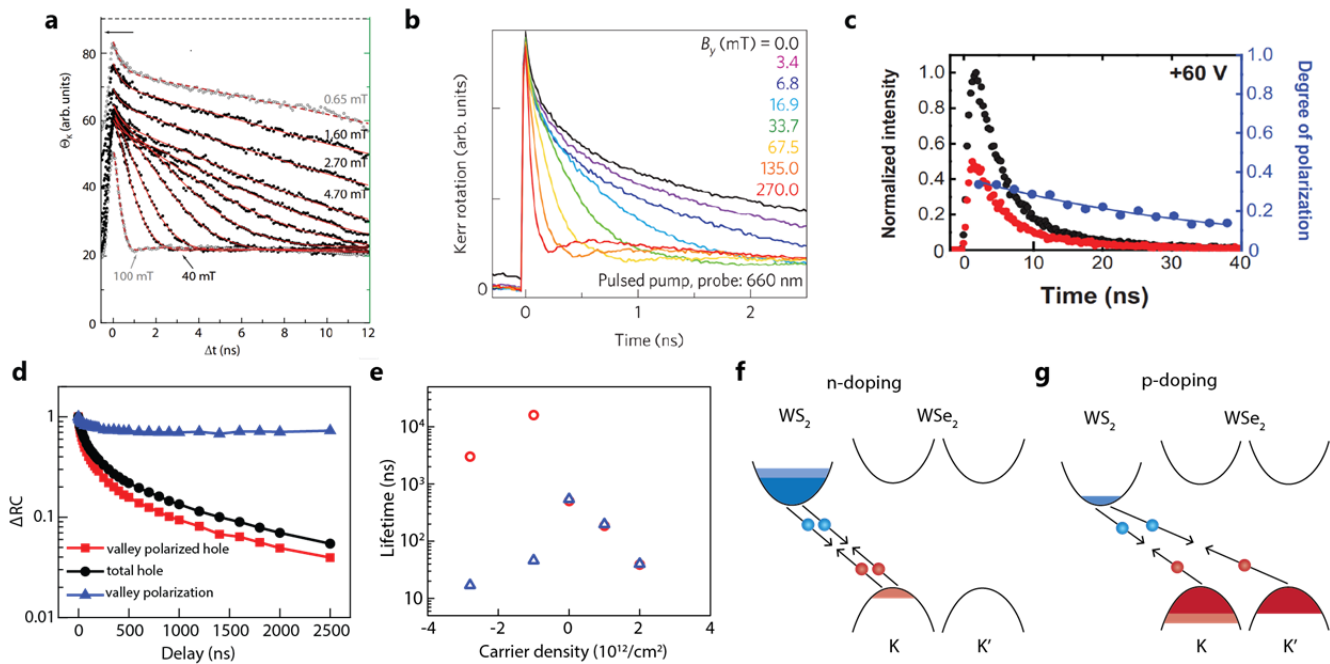 a
80
60
40
20
0
ΘK (arb. units)
0.65 mT
1.60 mT
2.70 mT
4.70 mT
100 mT
40 mT
0 2 4 6 8 10 12
Δt (ns)
b
Kerr rotation (arb. units)
0
By (mT) = 0.0
3.4
6.8
16.9
33.7
67.5
135.0
270.0
Pulsed pump, probe: 660 nm
0 1 2
Time (ns)
c
Normalized intensity
1.0
0.8
0.6
0.4
0.2
0
+60 V
1.0
0.8
0.6
0.4
0.2
0.0
Degree of polarization
0 10 20 30 40
Time (ns)
d
ΔRC
1
0.1
0.01
valley polarized hole
total hole
valley polarization
0 500 1000 1500 2000 2500
Delay (ns)
e
Lifetime (ns)
10⁴
10³
10²
10
-4 -2 0 2 4
Carrier density (10¹²/cm²)
f
n-doping
WS₂ WSe₂
K K′
g
p-doping
WS₂ WSe₂
K K′